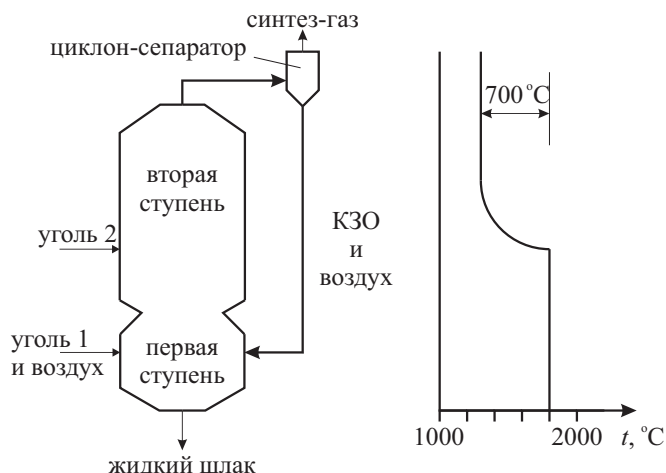 синтез-газ
циклон-сепаратор
вторая
ступень
уголь 2
КЗО
и
воздух
уголь 1
и воздух
первая
ступень
жидкий шлак
700 °C
1000
2000
t, °C